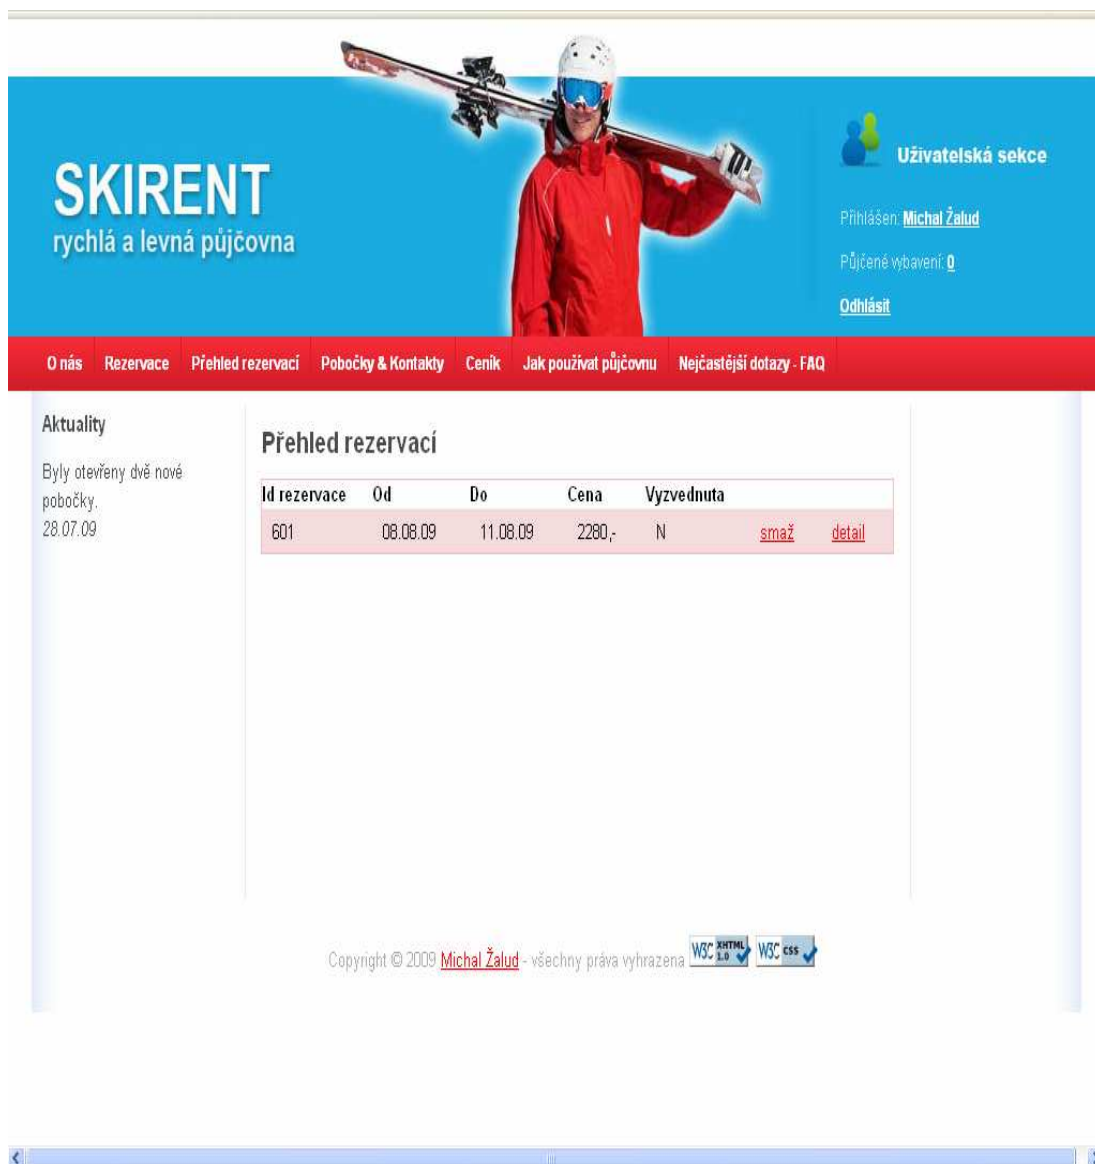 SKIRENT
rychlá a levná půjčovna
Uživatelská sekce
Přihlášen: Michal Žalud
Půjčené vybavení: 0
Odhlásit
O nás Rezervace Přehled rezervací Pobočky & Kontakty Ceník Jak používat půjčovnu Nejčastější dotazy - FAQ
Aktuality
Byly otevřeny dvě nové
pobočky.
28.07.09
Přehled rezervací
Id rezervace Od Do Cena Vyzvednuta
601 08.08.09 11.08.09 2280,- N smaž detail
Copyright © 2009 Michal Žalud - všechny práva vyhrazena W3C XHTML 1.0 W3C CSS